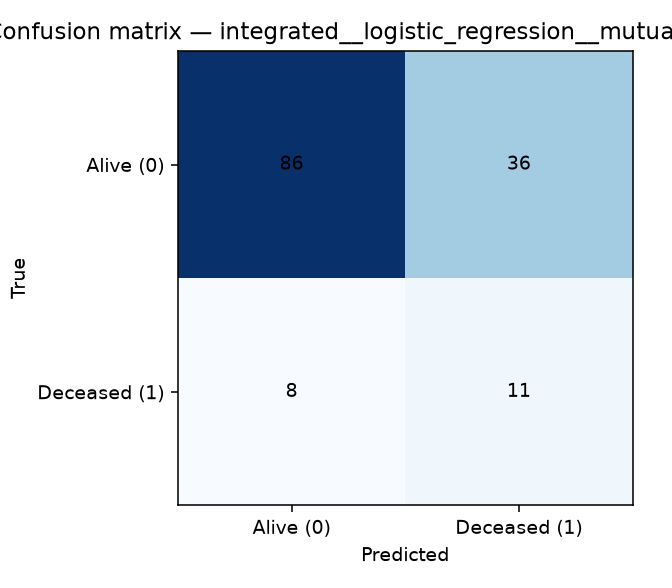 Confusion matrix — integrated__logistic_regression__mutua
Alive (0)
86
36
True
Deceased (1)
8
11
Alive (0)
Deceased (1)
Predicted